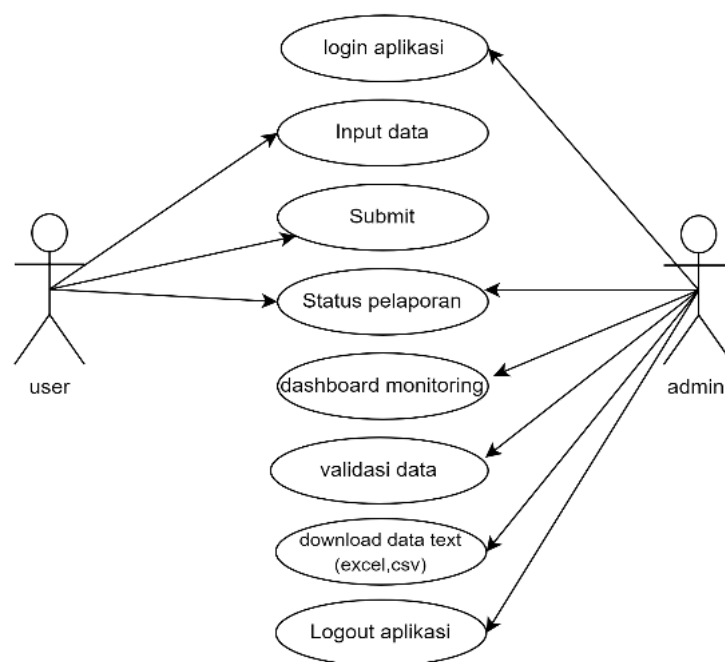 login aplikasi
Input data
Submit
Status pelaporan
dashboard monitoring
validasi data
download data text
(excel,csv)
Logout aplikasi
user
admin